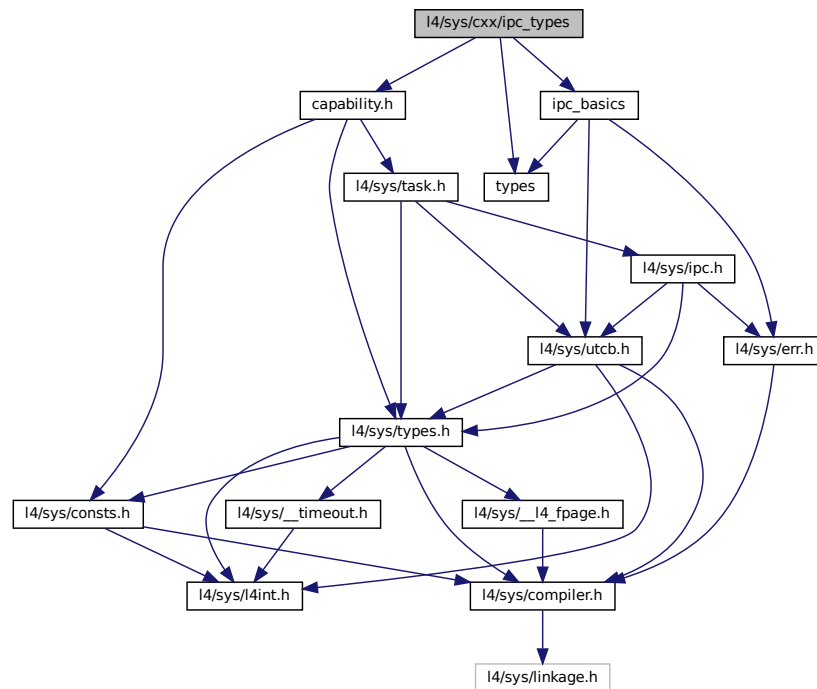 l4/sys/cxx/ipc_types
capability.h
ipc_basics
l4/sys/task.h
types
l4/sys/ipc.h
l4/sys/utcb.h
l4/sys/err.h
l4/sys/types.h
l4/sys/consts.h
l4/sys/__timeout.h
l4/sys/__l4_fpage.h
l4/sys/l4int.h
l4/sys/compiler.h
l4/sys/linkage.h